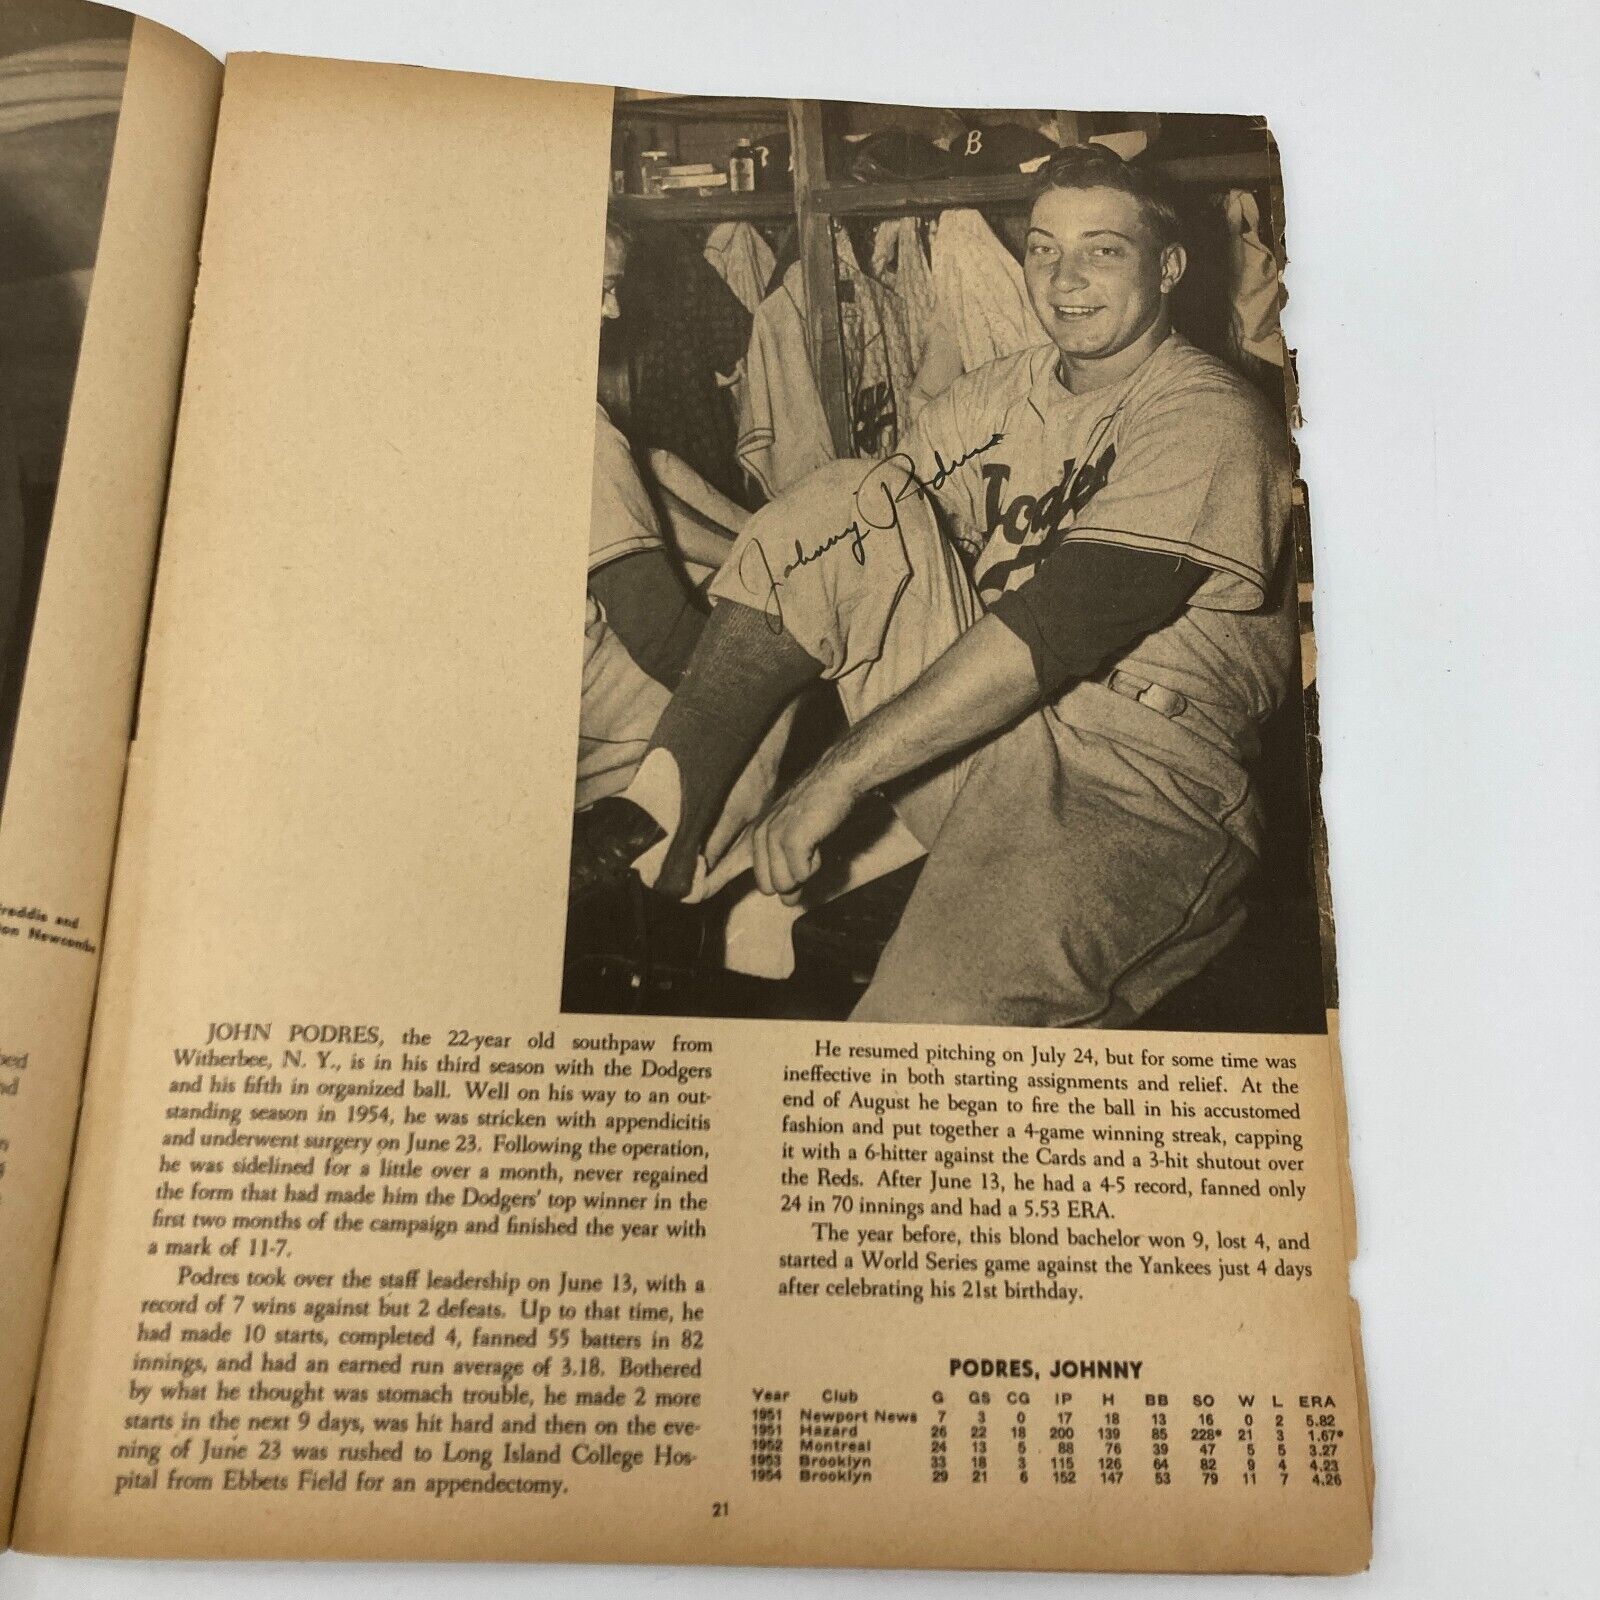 B
Dodgers
Johnny Podres
Freddie and
Newcombe
JOHN PODRES, the 22-year old southpaw from
Witherbee, N. Y., is in his third season with the Dodgers
and his fifth in organized ball. Well on his way to an out-
standing season in 1954, he was stricken with appendicitis
and underwent surgery on June 23. Following the operation,
he was sidelined for a little over a month, never regained
the form that had made him the Dodgers' top winner in the
first two months of the campaign and finished the year with
a mark of 11-7.
Podres took over the staff leadership on June 13, with a
record of 7 wins against but 2 defeats. Up to that time, he
had made 10 starts, completed 4, fanned 55 batters in 82
innings, and had an earned run average of 3.18. Bothered
by what he thought was stomach trouble, he made 2 more
starts in the next 9 days, was hit hard and then on the eve-
ning of June 23 was rushed to Long Island College Hos-
pital from Ebbets Field for an appendectomy.
He resumed pitching on July 24, but for some time was
ineffective in both starting assignments and relief. At the
end of August he began to fire the ball in his accustomed
fashion and put together a 4-game winning streak, capping
it with a 6-hitter against the Cards and a 3-hit shutout over
the Reds. After June 13, he had a 4-5 record, fanned only
24 in 70 innings and had a 5.53 ERA.
The year before, this blond bachelor won 9, lost 4, and
started a World Series game against the Yankees just 4 days
after celebrating his 21st birthday.
PODRES, JOHNNY
Year Club G GS CG IP H BB SO W L ERA
1951 Newport News 7 3 0 17 18 13 16 0 2 5.82
1951 Hazard 26 22 18 200 139 85 228* 21 3 1.67*
1952 Montreal 24 13 5 88 76 39 47 5 5 3.27
1953 Brooklyn 33 18 3 115 126 64 82 9 4 4.23
1954 Brooklyn 29 21 6 152 147 53 79 11 7 4.26
21